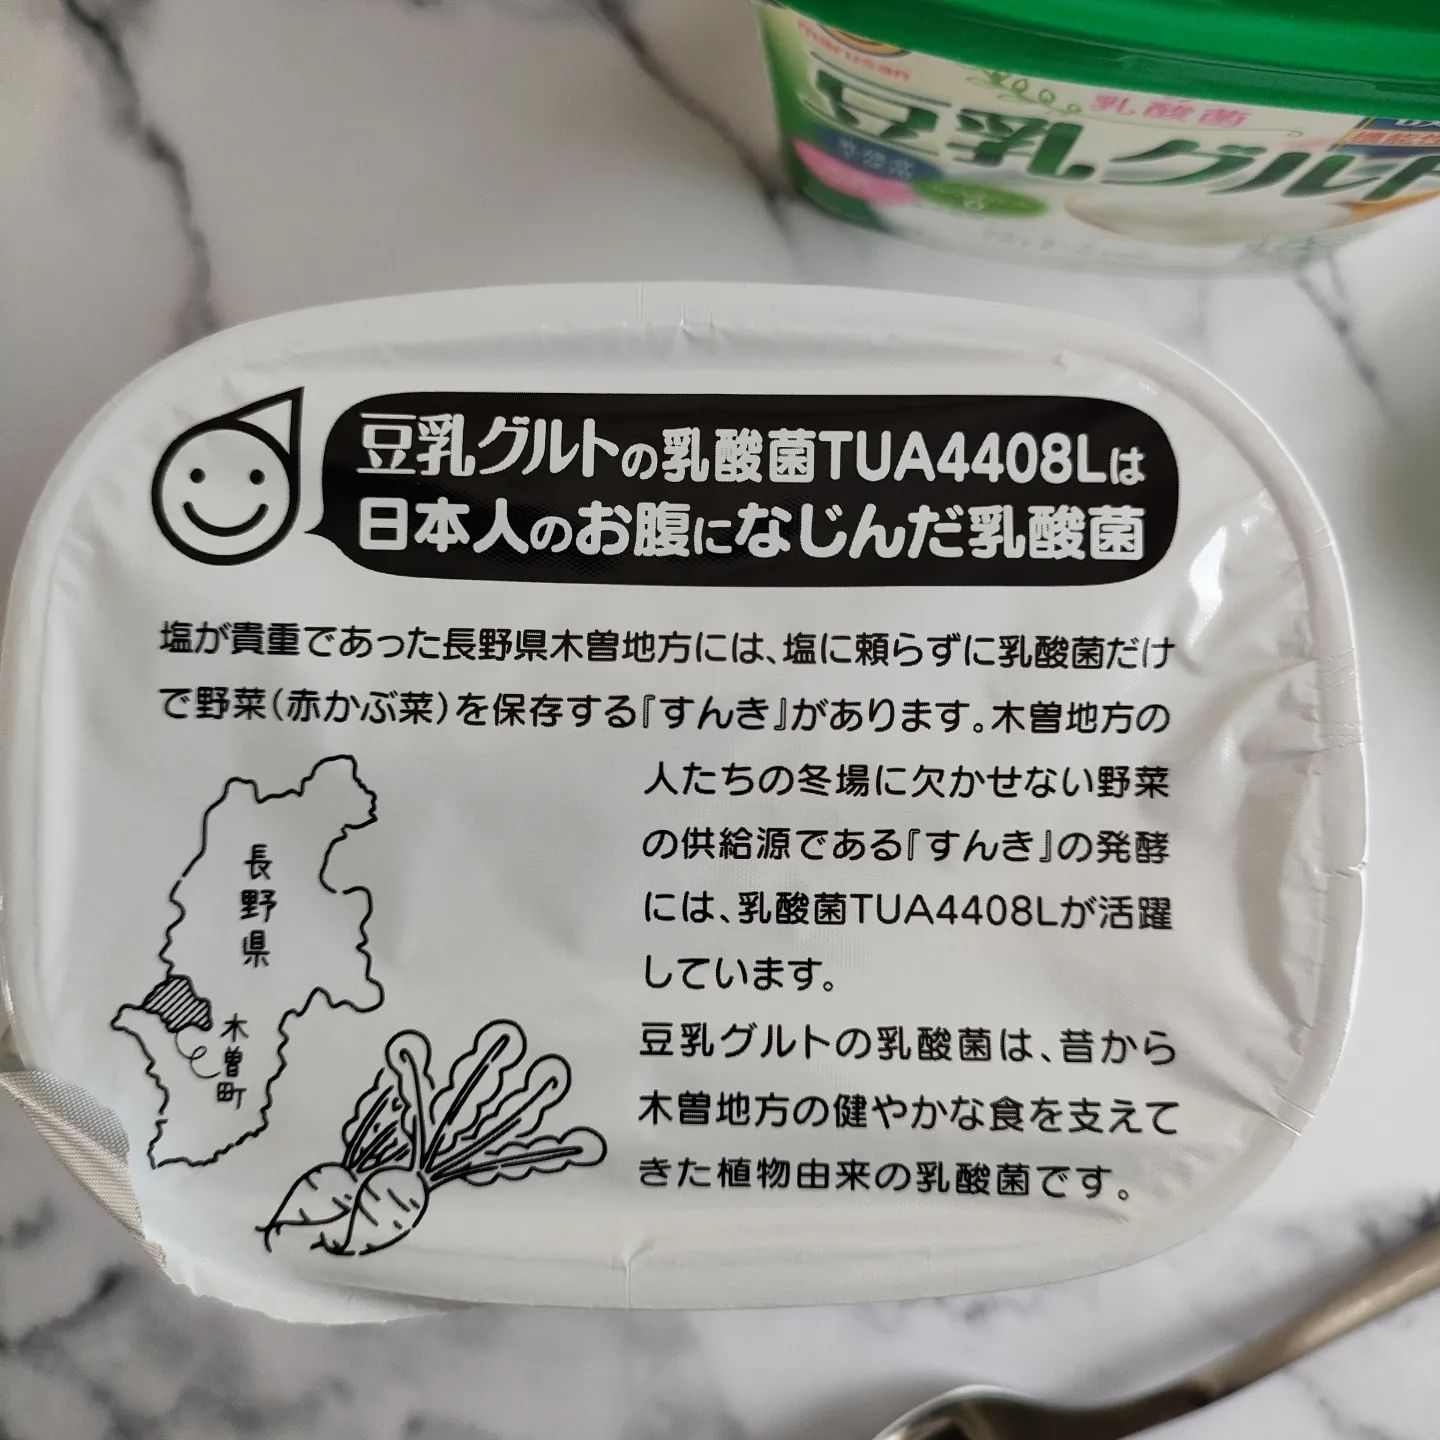 marusan
乳酸菌
豆乳グルト
豆乳グルトの乳酸菌TUA4408Lは
日本人のお腹になじんだ乳酸菌
塩が貴重であった長野県木曽地方には、塩に頼らずに乳酸菌だけ
で野菜(赤かぶ菜)を保存する『すんき』があります。木曽地方の
人たちの冬場に欠かせない野菜
の供給源である『すんき』の発酵
には、乳酸菌TUA4408Lが活躍
しています。
豆乳グルトの乳酸菌は、昔から
木曽地方の健やかな食を支えて
きた植物由来の乳酸菌です。
長野県
木曽町